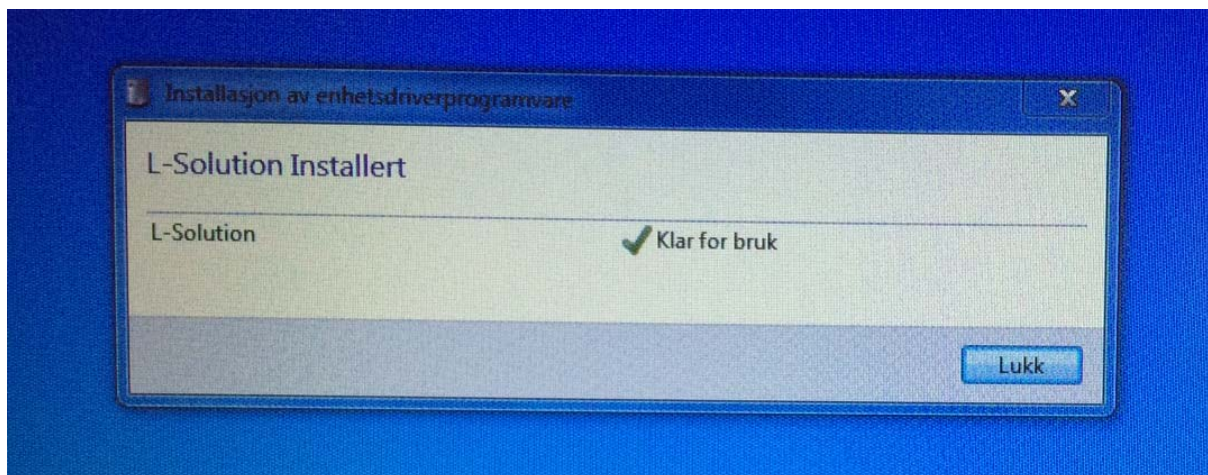 Installasjon av enhetsdriverprogramvare
L-Solution Installert
L-Solution Klar for bruk
Lukk